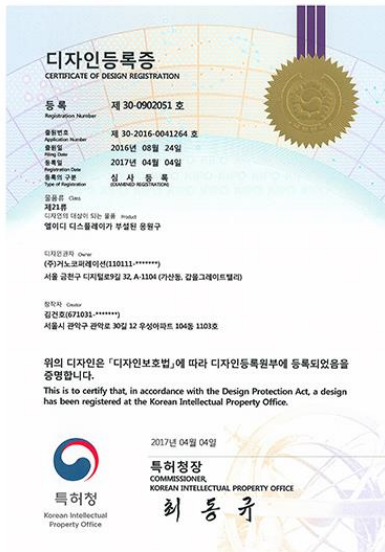 디자인등록증
CERTIFICATE OF DESIGN REGISTRATION
등 록 제 30-0902051 호
Registration Number
출원번호 제 30-2016-0041264 호
Application Number
출원일 2016년 08월 24일
Filing Date
등록일 2017년 04월 04일
Registration Date
등록의 구분 심 사 등 록
Type of Registration (EXAMINED REGISTRATION)
물품류 Class
제21류
디자인의 대상이 되는 물품 Product
엘이디 디스플레이가 부설된 응원구
디자인권자 Owner
(주)거노코퍼레이션(110111-*******)
서울 금천구 디지털로9길 32, A-1104 (가산동, 갑을그레이트밸리)
창작자 Creator
김건호(671031-*******)
서울시 관악구 관악로 30길 12 우성아파트 104동 1103호
위의 디자인은 「디자인보호법」에 따라 디자인등록원부에 등록되었음을
증명합니다.
This is to certify that, in accordance with the Design Protection Act, a design
has been registered at the Korean Intellectual Property Office.
2017년 04월 04일
특허청장
COMMISSIONER,
KOREAN INTELLECTUAL PROPERTY OFFICE
최 동 규
특허청
Korean Intellectual
Property Office